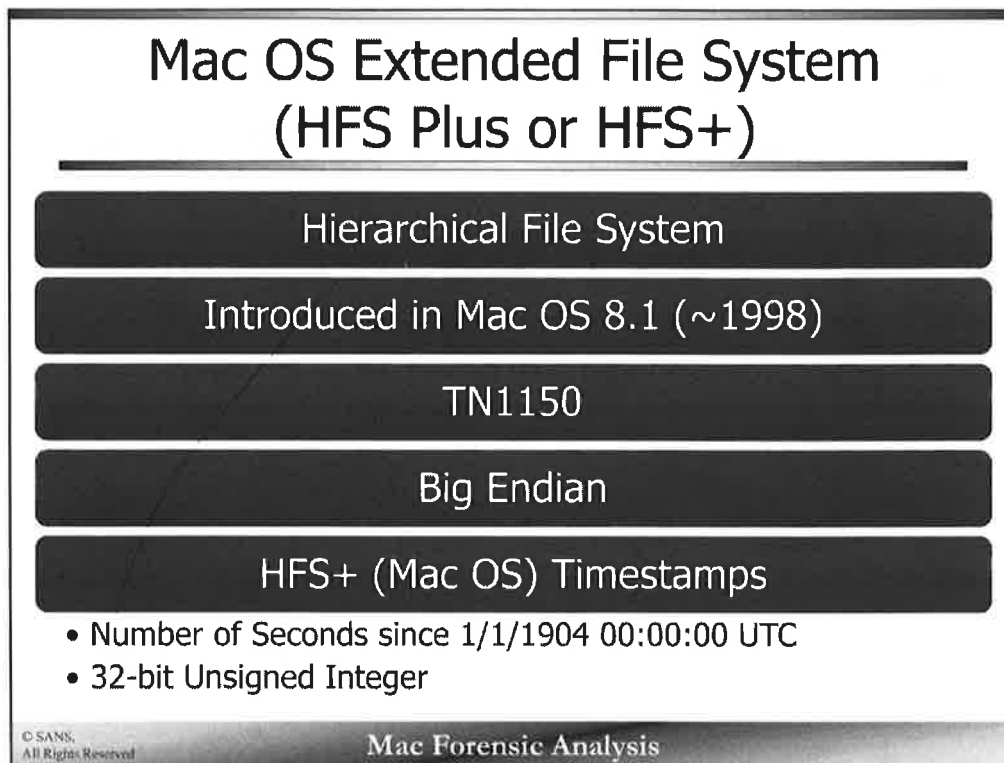 Mac OS Extended File System
(HFS Plus or HFS+)
Hierarchical File System
Introduced in Mac OS 8.1 (~1998)
TN1150
Big Endian
HFS+ (Mac OS) Timestamps
• Number of Seconds since 1/1/1904 00:00:00 UTC
• 32-bit Unsigned Integer
© SANS,
All Rights Reserved
Mac Forensic Analysis